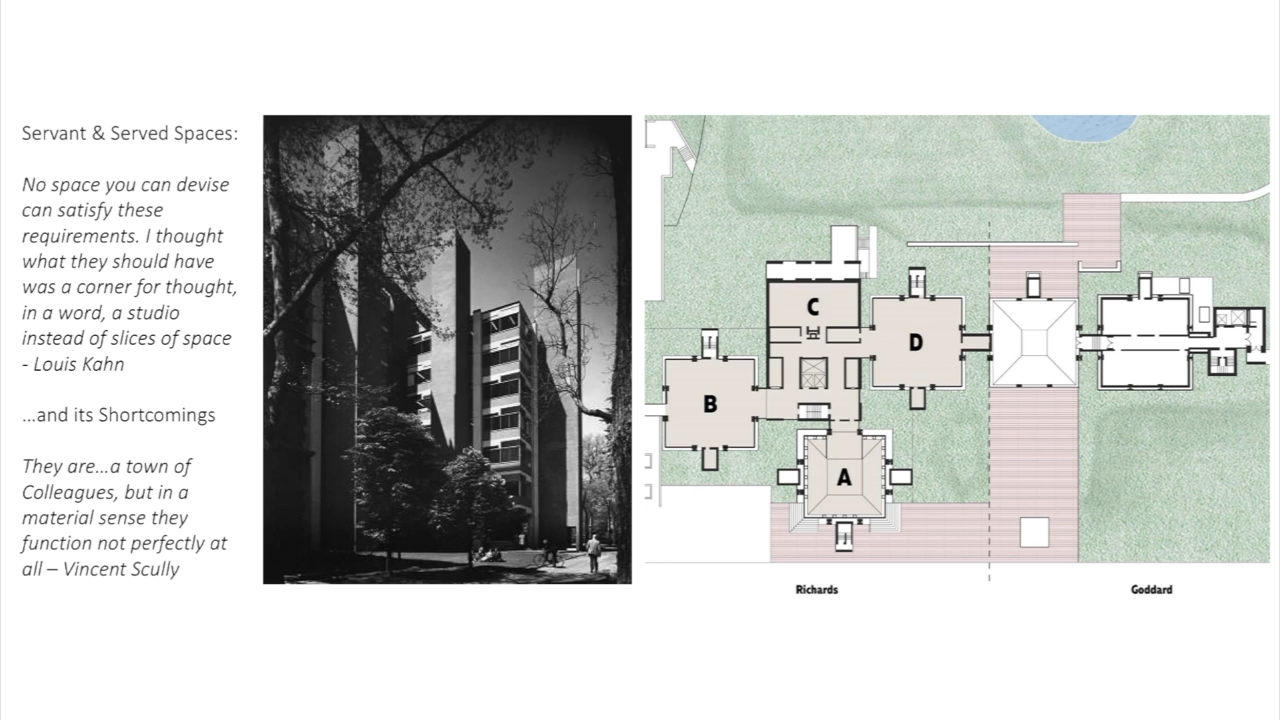 Servant & Served Spaces:
No space you can devise
can satisfy these
requirements. I thought
what they should have
was a corner for thought,
in a word, a studio
instead of slices of space
- Louis Kahn
...and its Shortcomings
They are...a town of
Colleagues, but in a
material sense they
function not perfectly at
all – Vincent Scully
C
D
B
A
Richards
Goddard